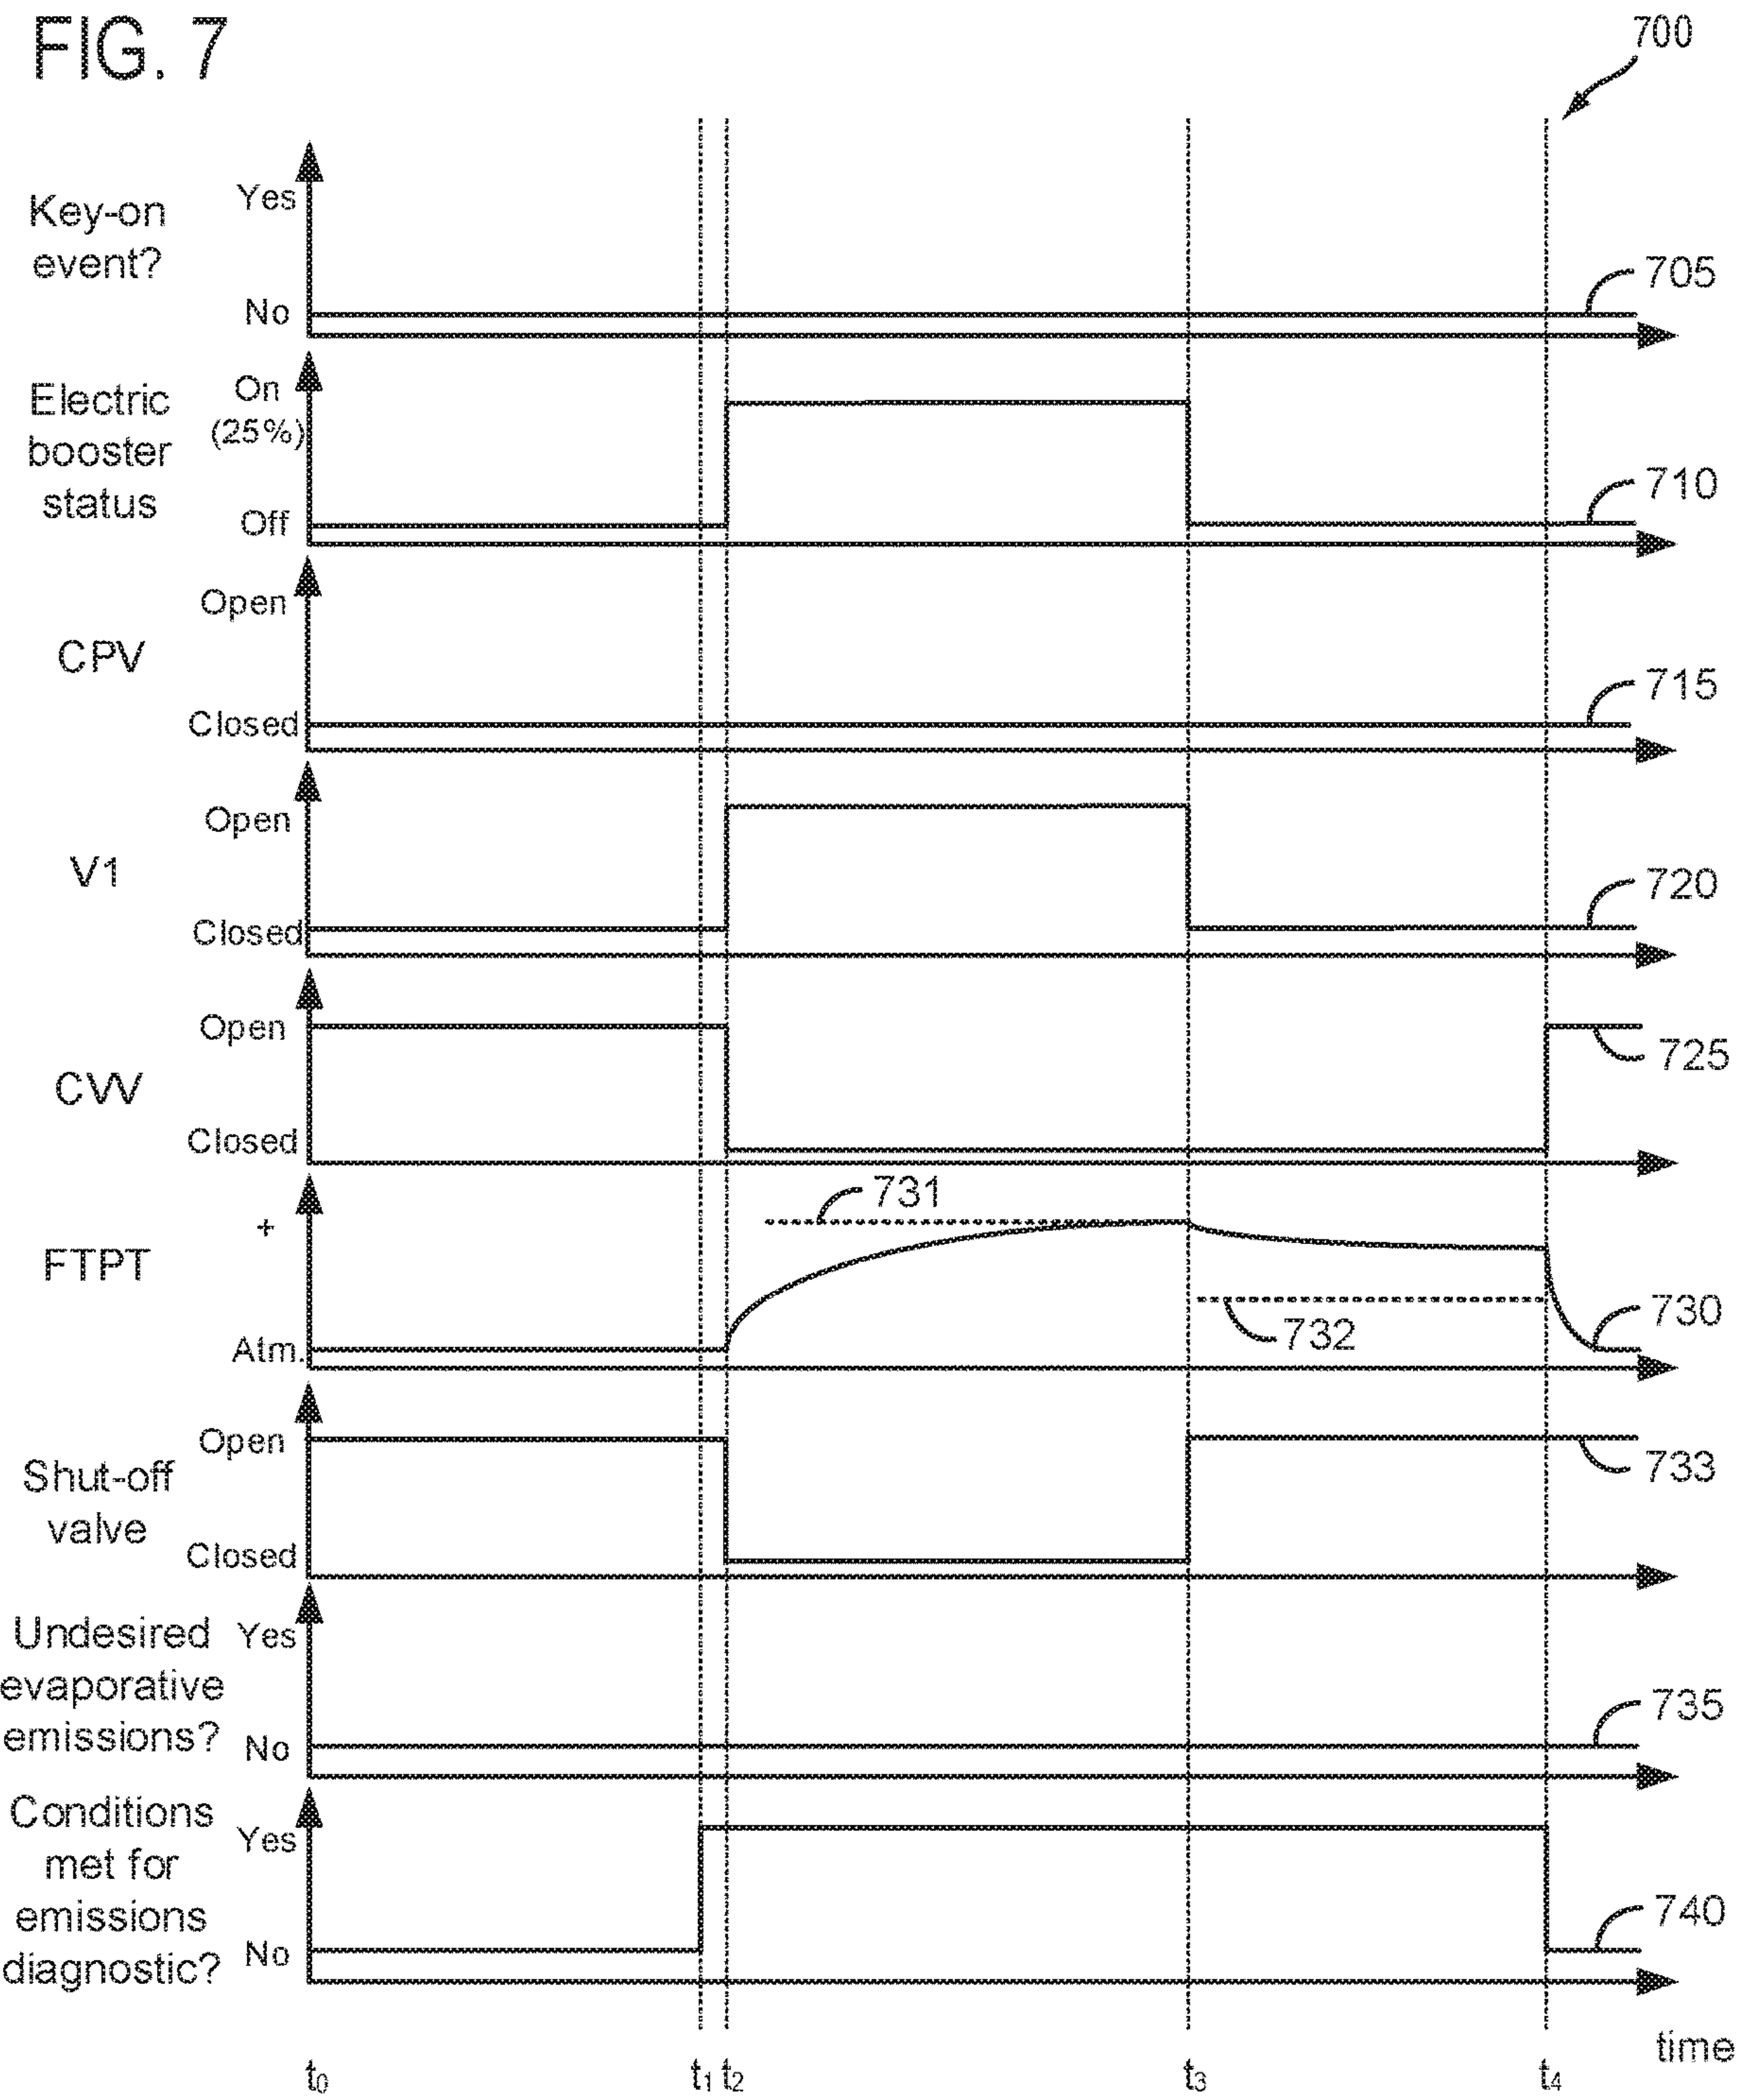 FIG. 7
700
Key-on
event?
Yes
No
705
Electric
booster
status
On
(25%)
Off
710
CPV
Open
Closed
715
V1
Open
Closed
720
CVV
Open
Closed
725
FTPT
+
Atm.
731
732
730
Shut-off
valve
Open
Closed
733
Undesired
evaporative
emissions?
Yes
No
735
Conditions
met for
emissions
diagnostic?
Yes
No
740
time
t0 t1 t2 t3 t4